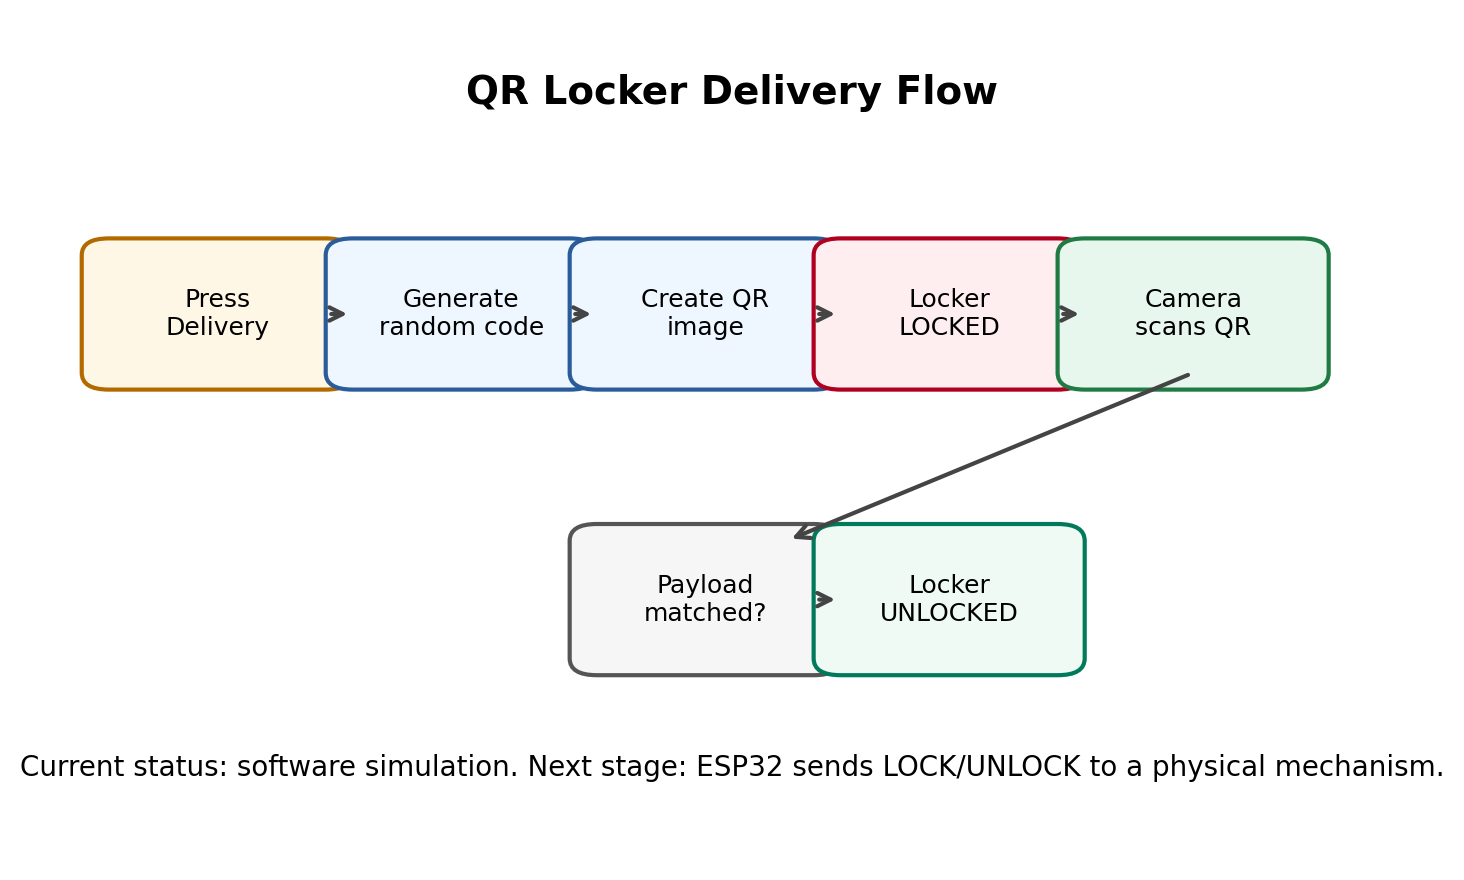 QR Locker Delivery Flow
Press
Delivery
Generate
random code
Create QR
image
Locker
LOCKED
Camera
scans QR
Payload
matched?
Locker
UNLOCKED
Current status: software simulation. Next stage: ESP32 sends LOCK/UNLOCK to a physical mechanism.